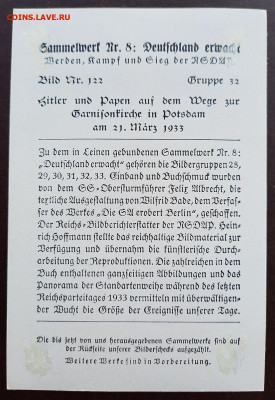 coins.su
Сammelwerk Nr. 8: Deutschland erwacht
Werden, Kampf und Sieg der NSDAP.
Bild Nr. 122 Gruppe 32
Hitler und Papen auf dem Wege zur
Garnisonkirche in Potsdam
am 21. März 1933
Zu dem in Leinen gebundenen Sammelwerk Nr. 8:
„Deutschland erwacht" gehören die Bildergruppen 28,
29, 30, 31, 32, 33. Einband und Buchschmuck wurden
von dem SS-Obersturmführer Felix Albrecht, die
textliche Ausgestaltung von Wilfrid Bade, dem Verfas-
ser des Werkes „Die SA erobert Berlin", geschaffen.
Der Reichs-Bildberichterstatter der NSDAP. Hein-
rich Hoffmann stellte das reichhaltige Bildmaterial zur
Verfügung und übernahm die künstlerische Durch-
arbeitung der Reproduktionen. Die zahlreichen in dem
Buch enthaltenen ganzseitigen Abbildungen und das
Panorama der Standartenweihe während des letzten
Reichsparteitages 1933 vermitteln mit überwältigen-
der Wucht die Größe der Ereignisse unserer Tage.
Die bis jetzt von uns herausgegebenen Sammelwerke sind auf
der Rückseite unserer Bilderschecks aufgezählt.
Weitere Werke sind in Vorbereitung.